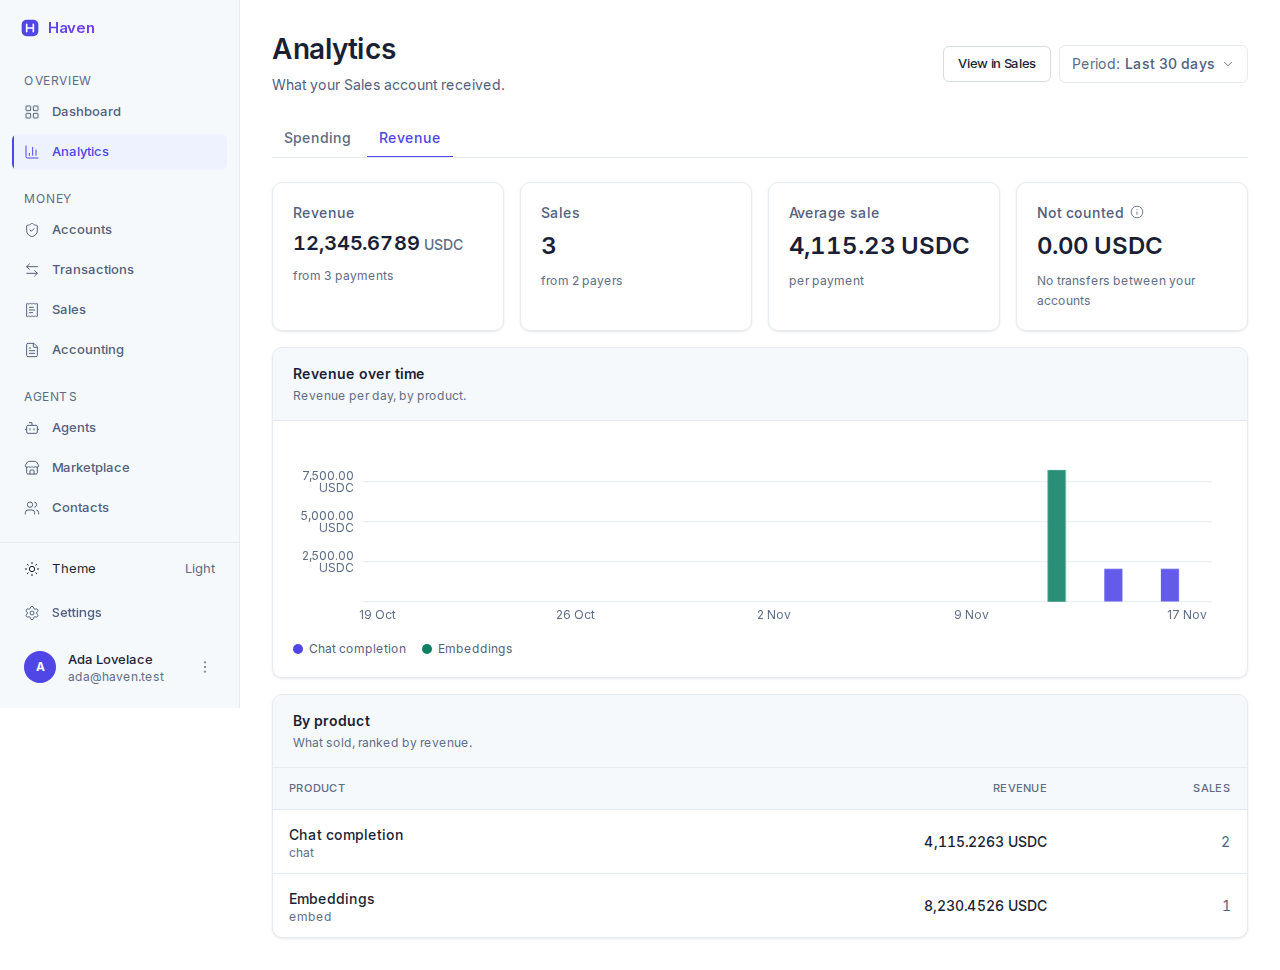 Haven
OVERVIEW
Dashboard
Analytics
MONEY
Accounts
Transactions
Sales
Accounting
AGENTS
Agents
Marketplace
Contacts
Theme
Light
Settings
A
Ada Lovelace
ada@haven.test
Analytics
What your Sales account received.
View in Sales
Period: Last 30 days
Spending
Revenue
Revenue
12,345.6789 USDC
from 3 payments
Sales
3
from 2 payers
Average sale
4,115.23 USDC
per payment
Not counted
0.00 USDC
No transfers between your
accounts
Revenue over time
Revenue per day, by product.
7,500.00
USDC
5,000.00
USDC
2,500.00
USDC
19 Oct
26 Oct
2 Nov
9 Nov
17 Nov
Chat completion
Embeddings
By product
What sold, ranked by revenue.
PRODUCT
REVENUE
SALES
Chat completion
chat
4,115.2263 USDC
2
Embeddings
embed
8,230.4526 USDC
1